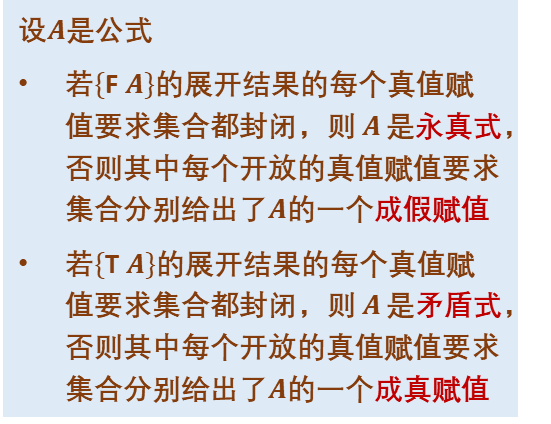 设A是公式
• 若{F A}的展开结果的每个真值赋
值要求集合都封闭，则 A 是永真式，
否则其中每个开放的真值赋值要求
集合分别给出了A的一个成假赋值
• 若{T A}的展开结果的每个真值赋
值要求集合都封闭，则 A 是矛盾式，
否则其中每个开放的真值赋值要求
集合分别给出了A的一个成真赋值